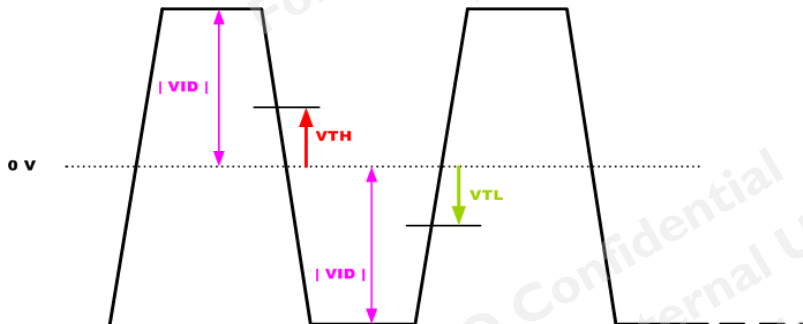 | VID |
VTH
0 V
VTL
| VID |
Confidential